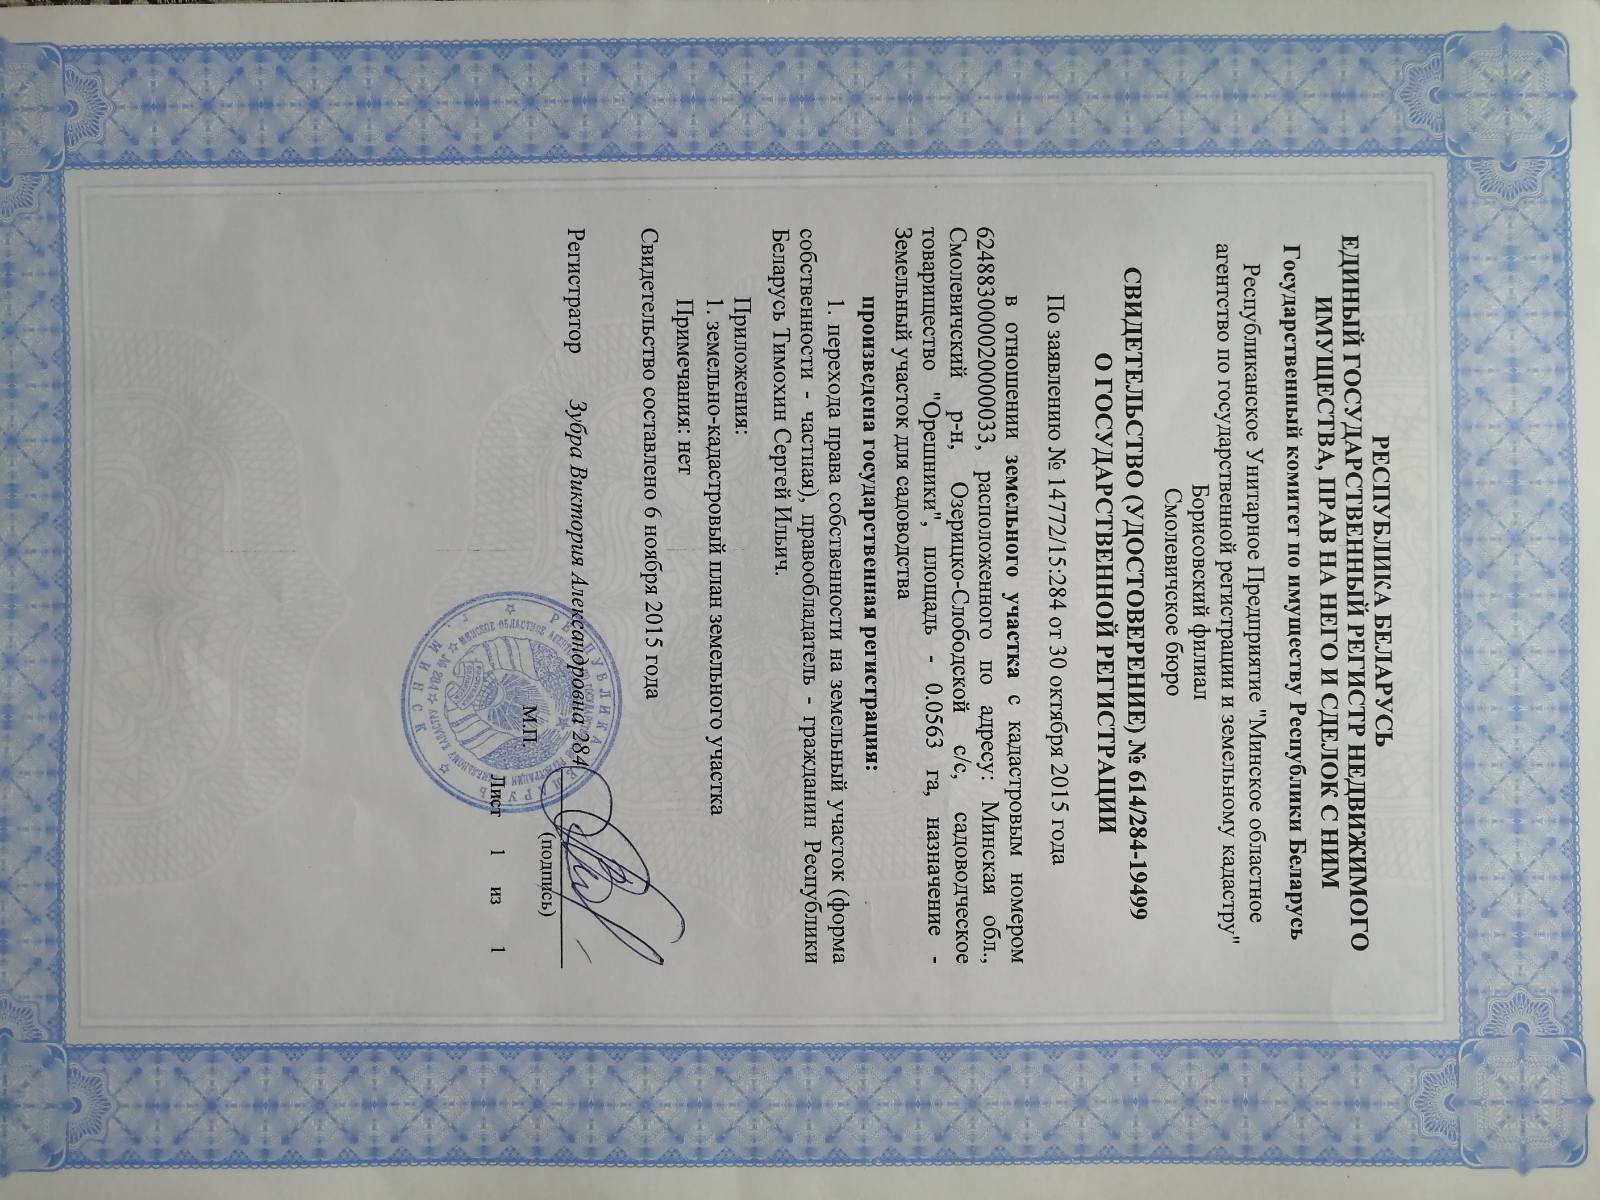 РЕСПУБЛИКА БЕЛАРУСЬ
ЕДИНЫЙ ГОСУДАРСТВЕННЫЙ РЕГИСТР НЕДВИЖИМОГО
ИМУЩЕСТВА, ПРАВ НА НЕГО И СДЕЛОК С НИМ
Государственный комитет по имуществу Республики Беларусь
Республиканское Унитарное Предприятие "Минское областное
агентство по государственной регистрации и земельному кадастру"
Борисовский филиал
Смолевичское бюро
СВИДЕТЕЛЬСТВО (УДОСТОВЕРЕНИЕ) № 614/284-19499
О ГОСУДАРСТВЕННОЙ РЕГИСТРАЦИИ
По заявлению № 14772/15:284 от 30 октября 2015 года
в отношении земельного участка с кадастровым номером
624883000002000033, расположенного по адресу: Минская обл.,
Смолевичский р-н, Озерицко-Слободской с/с, садоводческое
товарищество "Орешники", площадь - 0.0563 га, назначение -
Земельный участок для садоводства
произведена государственная регистрация:
1. перехода права собственности на земельный участок (форма
собственности - частная), правообладатель - гражданин Республики
Беларусь Тимохин Сергей Ильич.
Приложения:
1. земельно-кадастровый план земельного участка
Примечания: нет
Свидетельство составлено 6 ноября 2015 года
Регистратор Зубра Виктория Александровна 284
М.П.
(подпись)
Лист 1 из 1
РЕСПУБЛИКА БЕЛАРУСЬ
г. МИНСК
№ 284